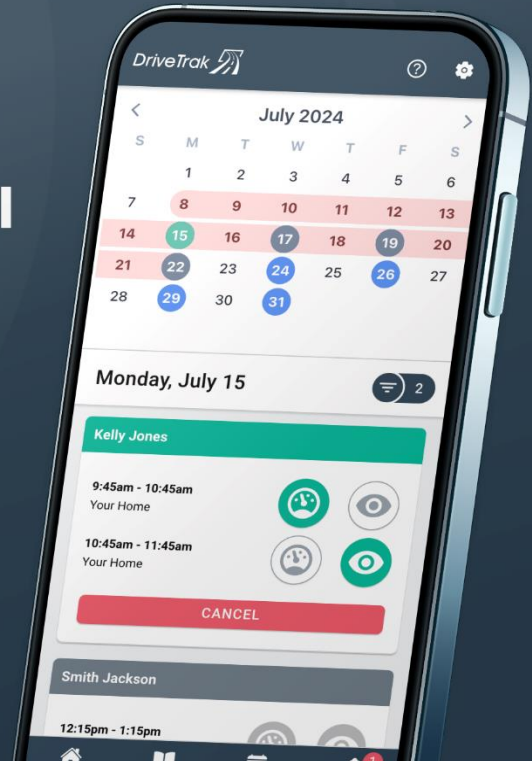 DriveTrak
?
July 2024
S M T W T F S
1 2 3 4 5 6
7 8 9 10 11 12 13
14 15 16 17 18 19 20
21 22 23 24 25 26 27
28 29 30 31
Monday, July 15
2
Kelly Jones
9:45am - 10:45am
Your Home
10:45am - 11:45am
Your Home
CANCEL
Smith Jackson
12:15pm - 1:15pm
1